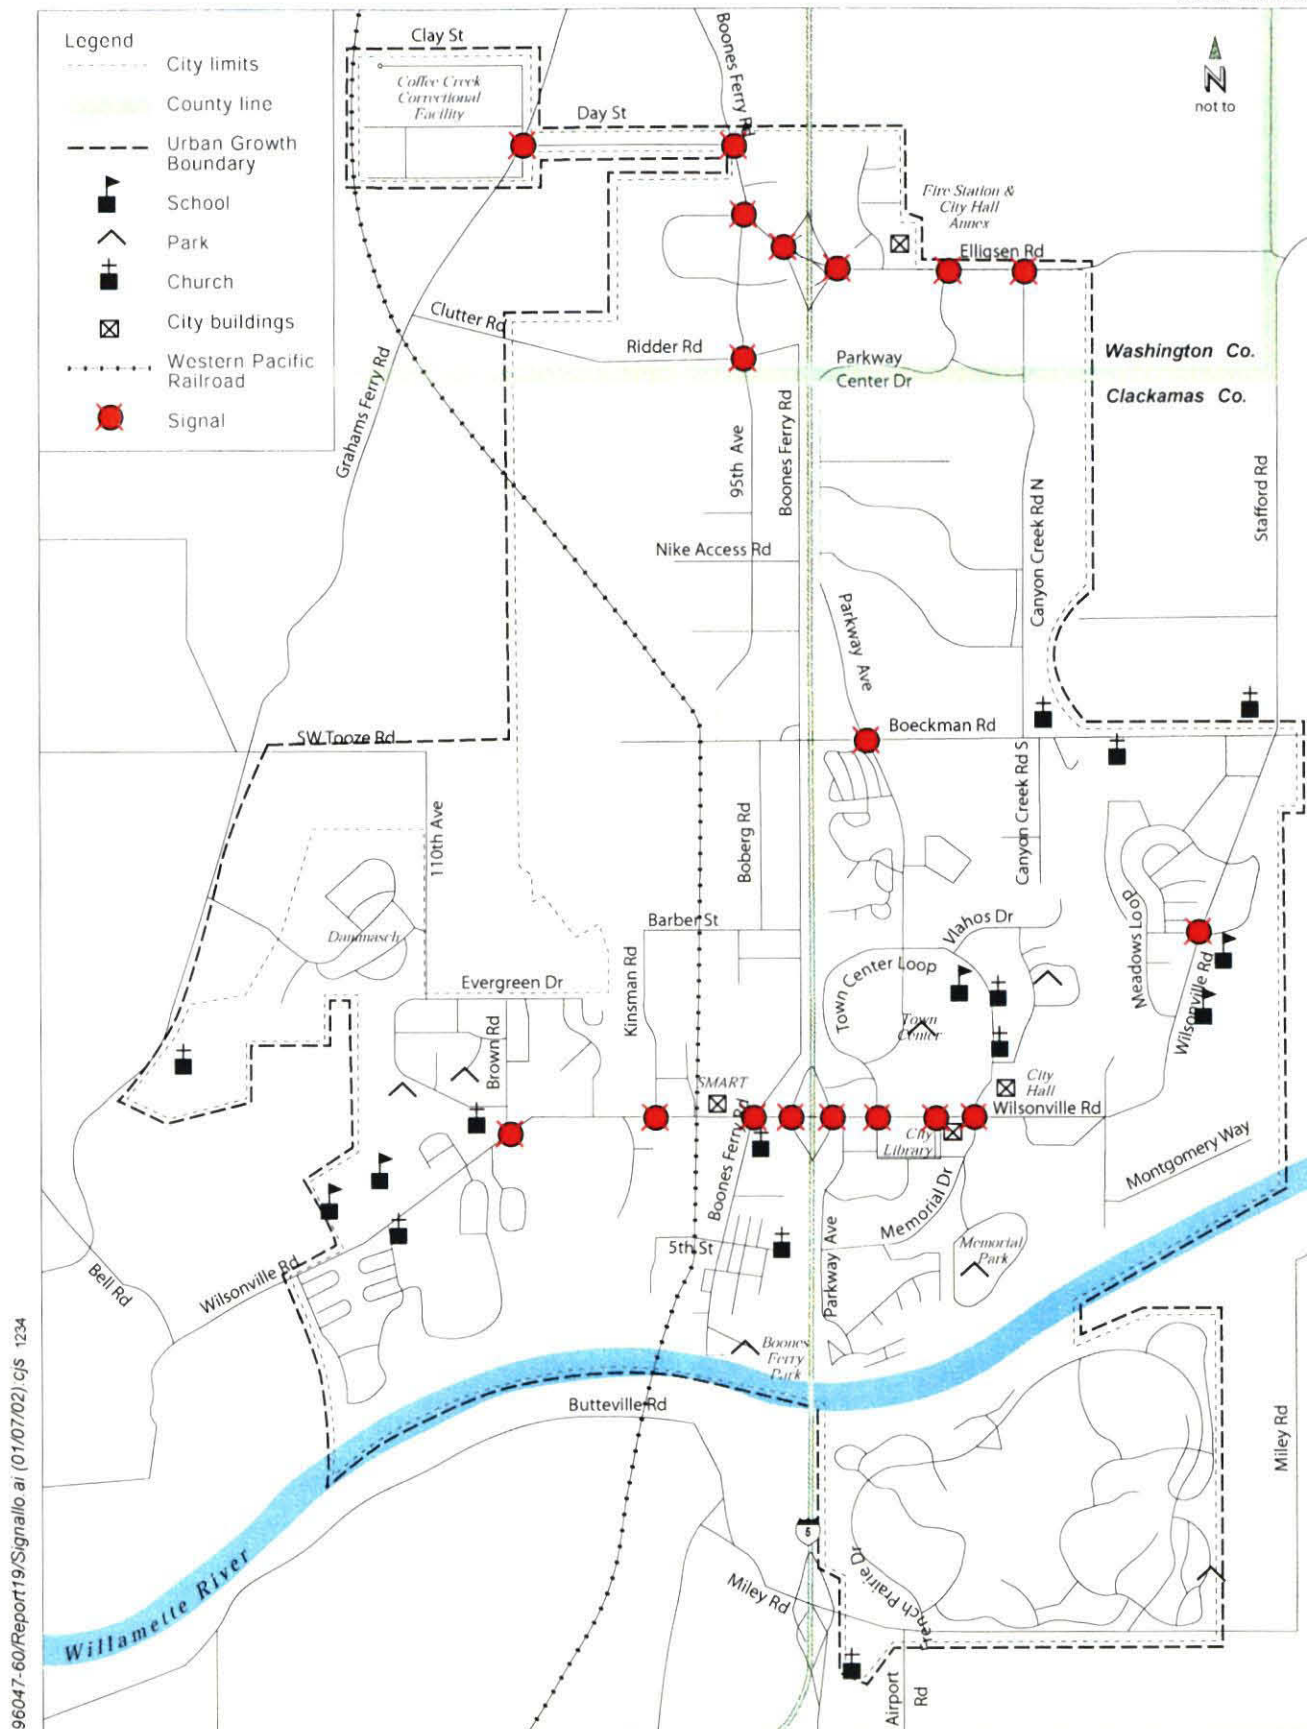 Legend
City limits
County line
Urban Growth
Boundary
School
Park
Church
City buildings
Western Pacific
Railroad
Signal
Clay St
Coffee Creek
Correctional
Facility
Day St
Boones Ferry Rd
N
not to
Fire Station &
City Hall
Annex
Elligsen Rd
Clutter Rd
Ridder Rd
Parkway
Center Dr
Washington Co.
Clackamas Co.
Grahams Ferry Rd
95th Ave
Boones Ferry Rd
Canyon Creek Rd N
Stafford Rd
Nike Access Rd
Parkway Ave
SW Tooze Rd
Boeckman Rd
110th Ave
Boberg Rd
Canyon Creek Rd S
Meadows Loop
Barber St
Vlahos Dr
Dammasch
Kinsman Rd
Town Center Loop
Wilsonville Rd
Evergreen Dr
Brown Rd
Town
Center
SMART
City
Hall
Wilsonville Rd
Boones Ferry Rd
City
Library
Montgomery Way
Memorial Dr
Parkway Ave
5th St
Memorial
Park
Bell Rd
Wilsonville Rd
Boones
Ferry
Park
Butteville Rd
Miley Rd
5
French Prairie Dr
Miley Rd
Willamette River
Airport
Rd
96047-60/Report19/Signallo.ai (01/07/02):cjs 1234